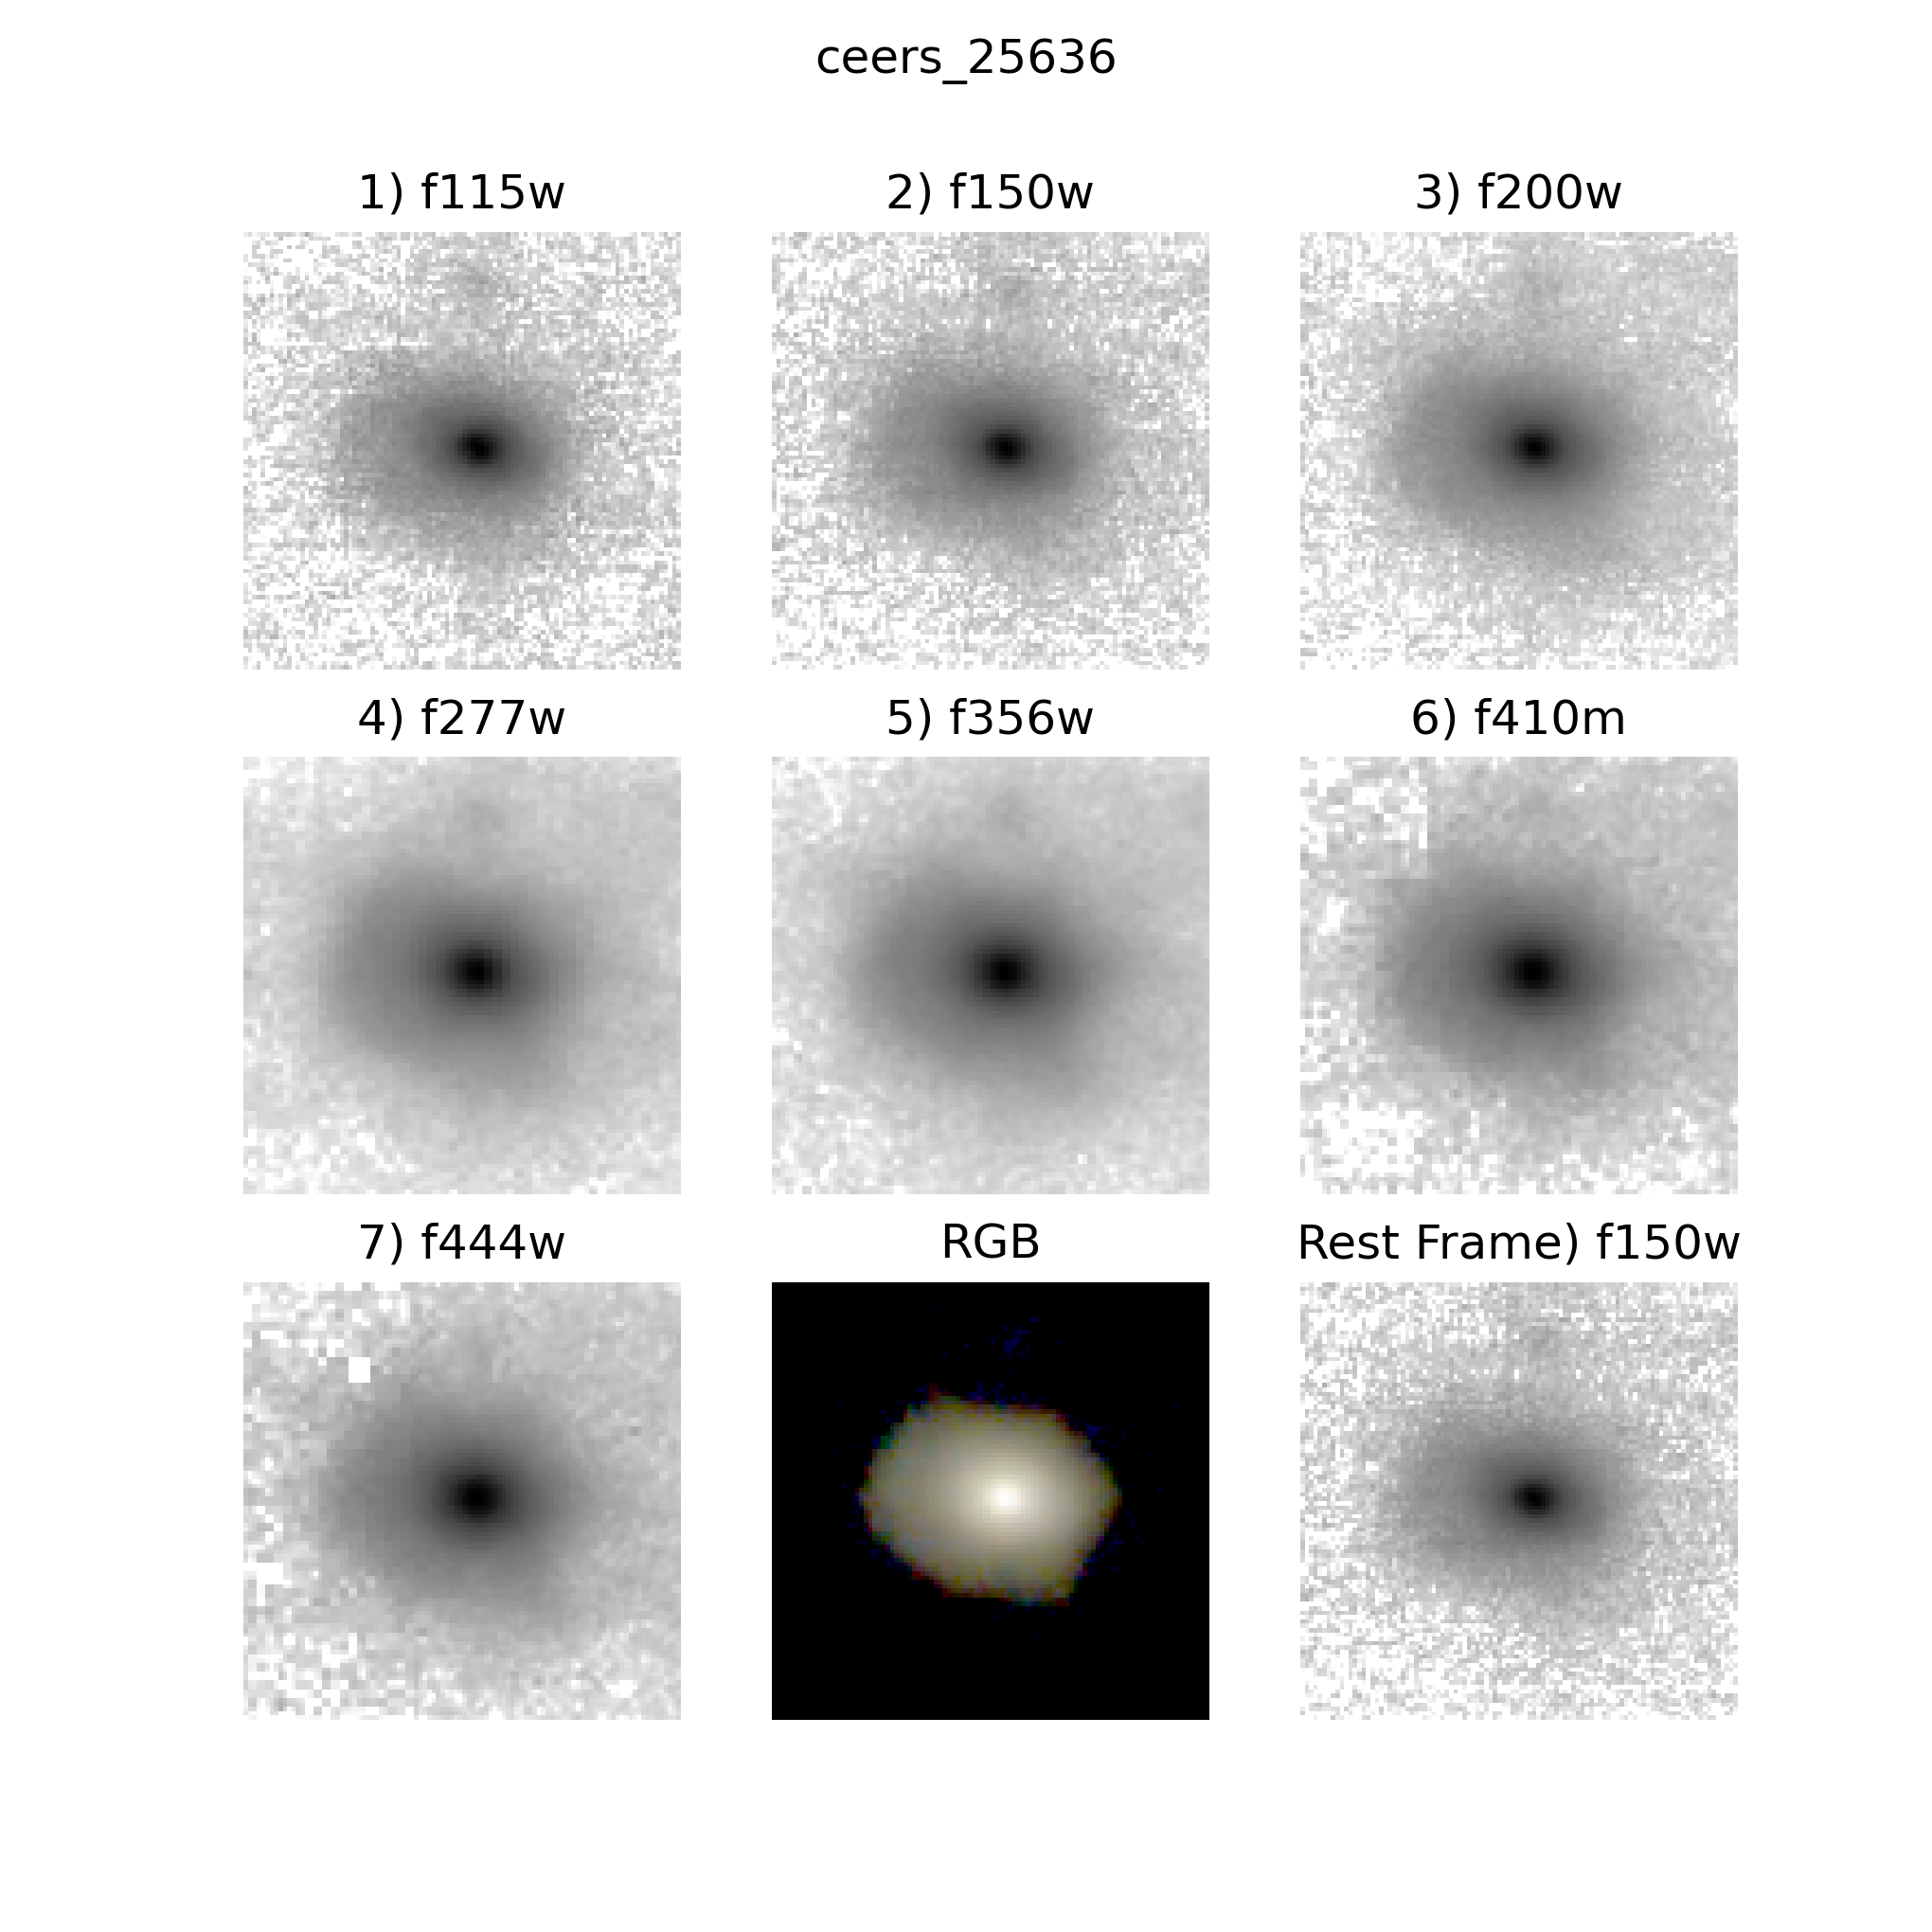 ceers_25636
1) f115w
2) f150w
3) f200w
4) f277w
5) f356w
6) f410m
7) f444w
RGB
Rest Frame) f150w